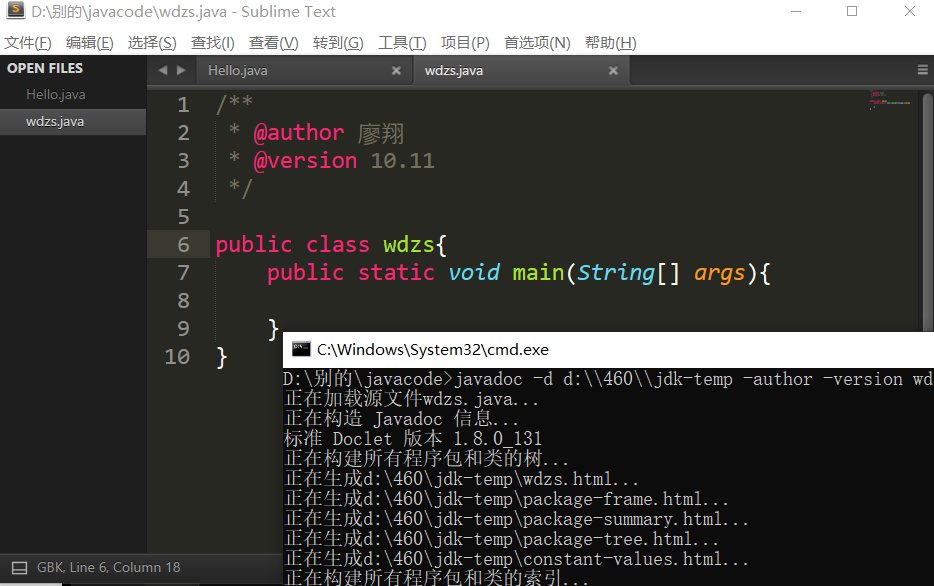 D:\别的\javacode\wdzs.java - Sublime Text
文件(F) 编辑(E) 选择(S) 查找(I) 查看(V) 转到(G) 工具(T) 项目(P) 首选项(N) 帮助(H)
OPEN FILES
Hello.java
wdzs.java
Hello.java
wdzs.java
1 /**
2 * @author 廖翔
3 * @version 10.11
4 */
5
6 public class wdzs{
7 public static void main(String[] args){
8
9 }
10 }
C:\Windows\System32\cmd.exe
D:\别的\javacode>javadoc -d d:\\460\\jdk-temp -author -version wd
正在加载源文件wdzs.java...
正在构造 Javadoc 信息...
标准 Doclet 版本 1.8.0_131
正在构建所有程序包和类的树...
正在生成d:\460\jdk-temp\wdzs.html...
正在生成d:\460\jdk-temp\package-frame.html...
正在生成d:\460\jdk-temp\package-summary.html...
正在生成d:\460\jdk-temp\package-tree.html...
正在生成d:\460\jdk-temp\constant-values.html...
正在构建所有程序包和类的索引...
GBK, Line 6, Column 18